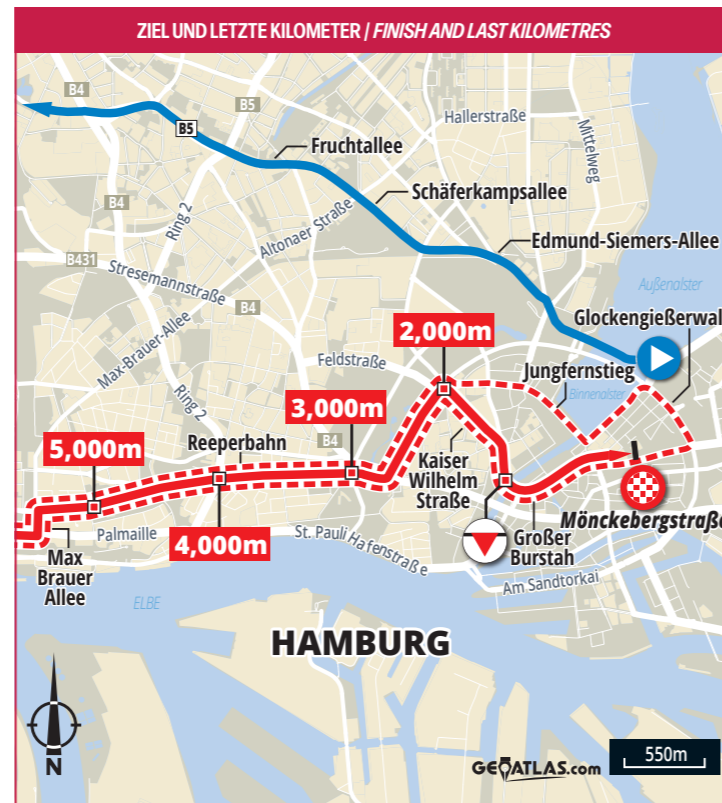 ZIEL UND LETZTE KILOMETER / FINISH AND LAST KILOMETRES
B4
B5
B5
Hallerstraße
Mittelweg
Fruchtallee
Schäferkampsallee
B4
Ring 2
Altonaer Straße
Edmund-Siemers-Allee
B431
Stresemannstraße
B4
Außenalster
Glockengießerwal
Max-Brauer-Allee
2,000m
Feldstraße
Jungfernstieg
Binnenalster
Ring 2
3,000m
5,000m
Reeperbahn
B4
Kaiser
Wilhelm
Straße
4,000m
Palmaille
St. Pauli Hafenstraße
Großer
Burstah
Mönckebergstraße
Max
Brauer
Allee
Am Sandtorkai
ELBE
HAMBURG
N
GEOATLAS.com
550m